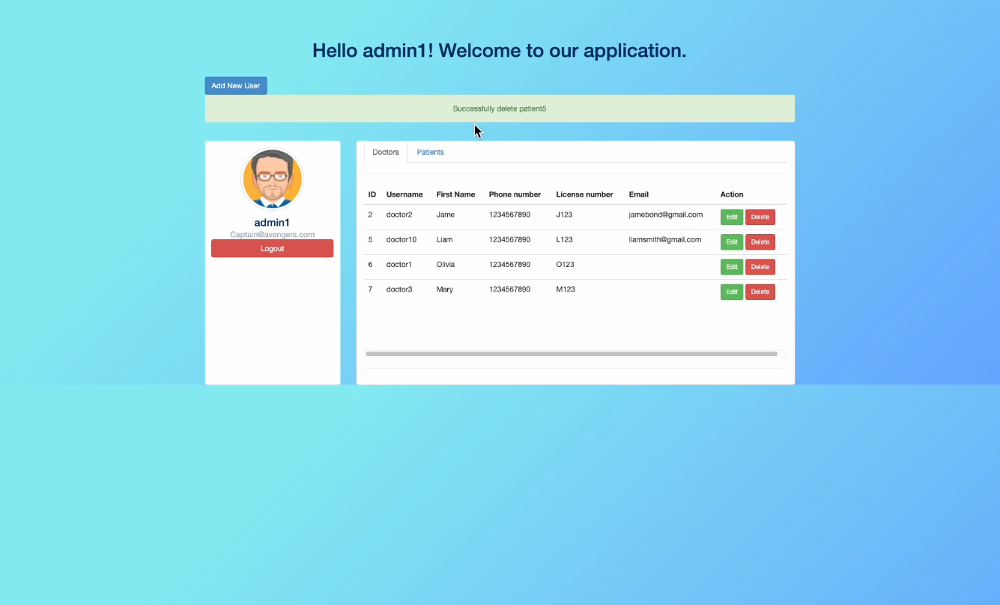 Hello admin1! Welcome to our application.
Add New User
Successfully delete patient5
admin1
Captain@avengers.com
Logout
Doctors Patients
ID Username First Name Phone number License number Email Action
2 doctor2 Jame 1234567890 J123 jamebond@gmail.com Edit Delete
5 doctor10 Liam 1234567890 L123 liamsmith@gmail.com Edit Delete
6 doctor1 Olivia 1234567890 O123 Edit Delete
7 doctor3 Mary 1234567890 M123 Edit Delete